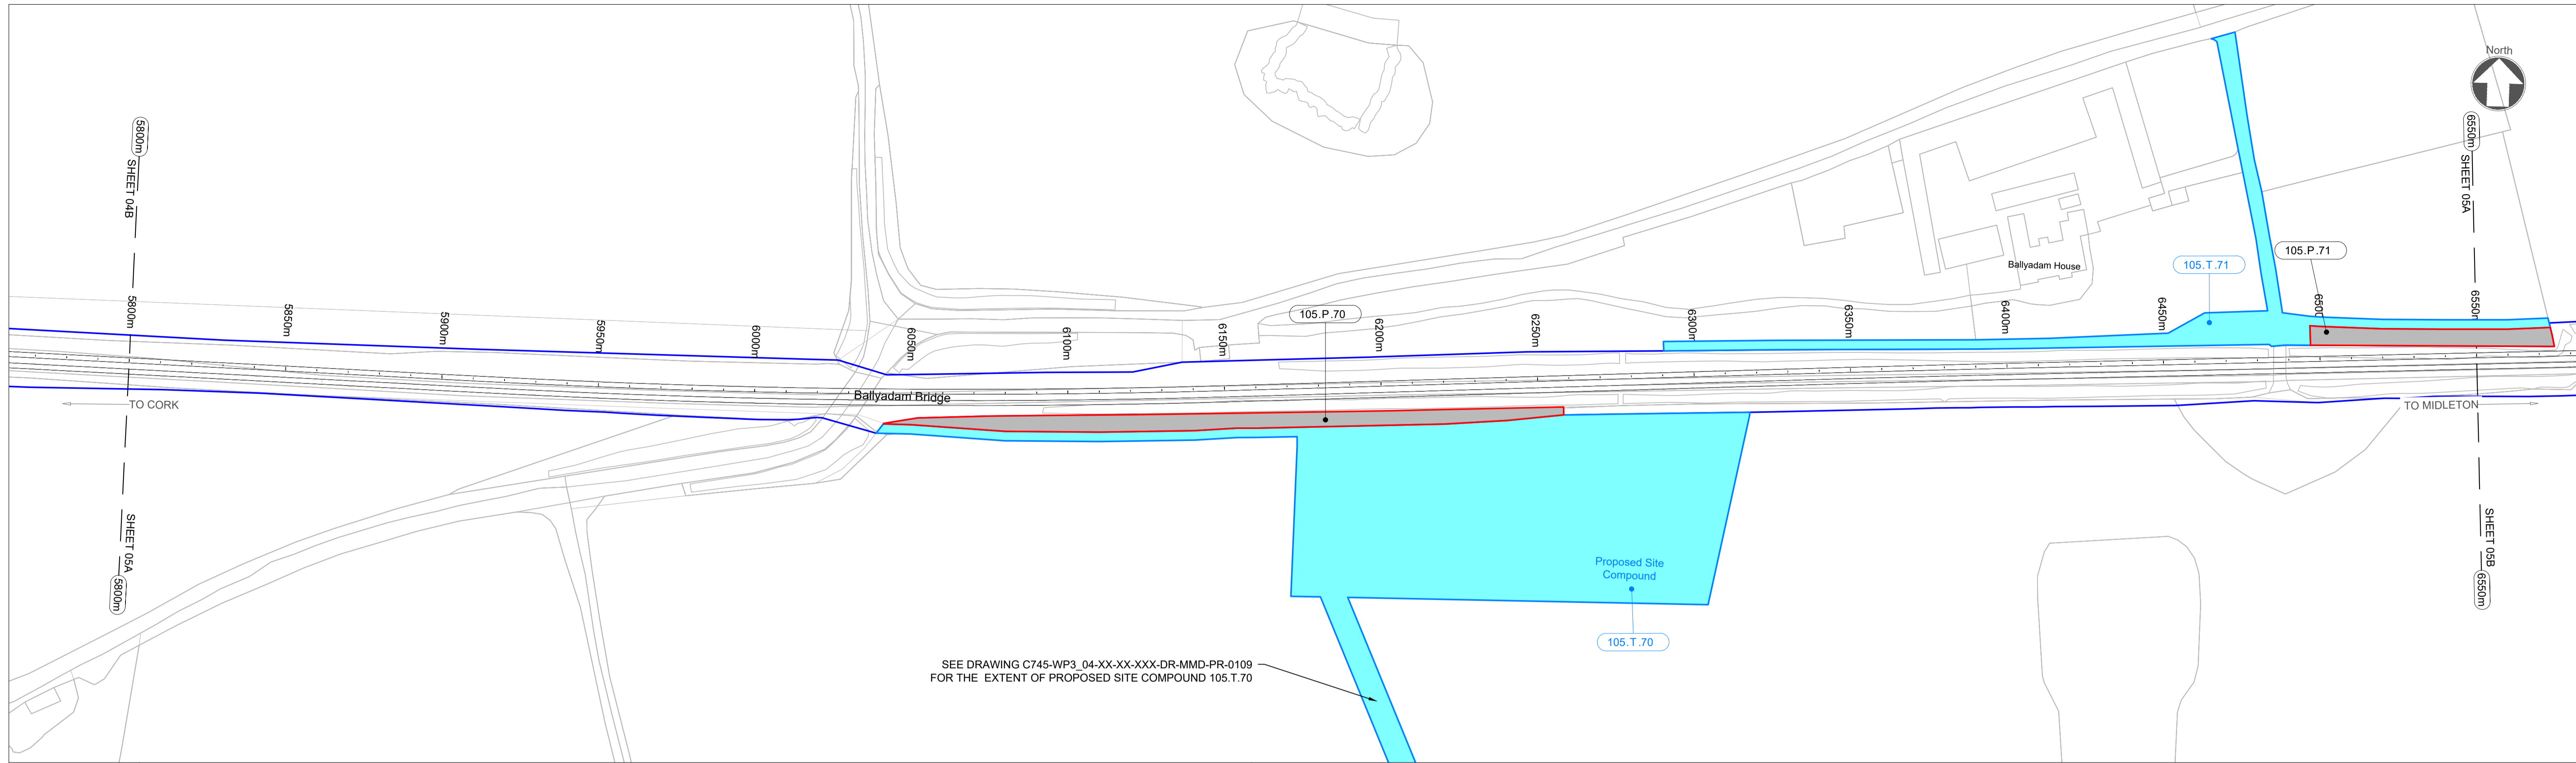 North
5800m
SHEET 04B
6550m
SHEET 05A
105.P.71
105.T.71
Ballyadam House
5800m
5850m
5900m
5950m
6000m
6050m
6100m
6150m
6200m
6250m
6300m
6350m
6400m
6450m
6500
6550m
105.P.70
Ballyadam Bridge
TO CORK
TO MIDLETON
SHEET 05A
5800m
SHEET 05B
6550m
Proposed Site
Compound
105.T.70
SEE DRAWING C745-WP3_04-XX-XX-XXX-DR-MMD-PR-0109
FOR THE EXTENT OF PROPOSED SITE COMPOUND 105.T.70